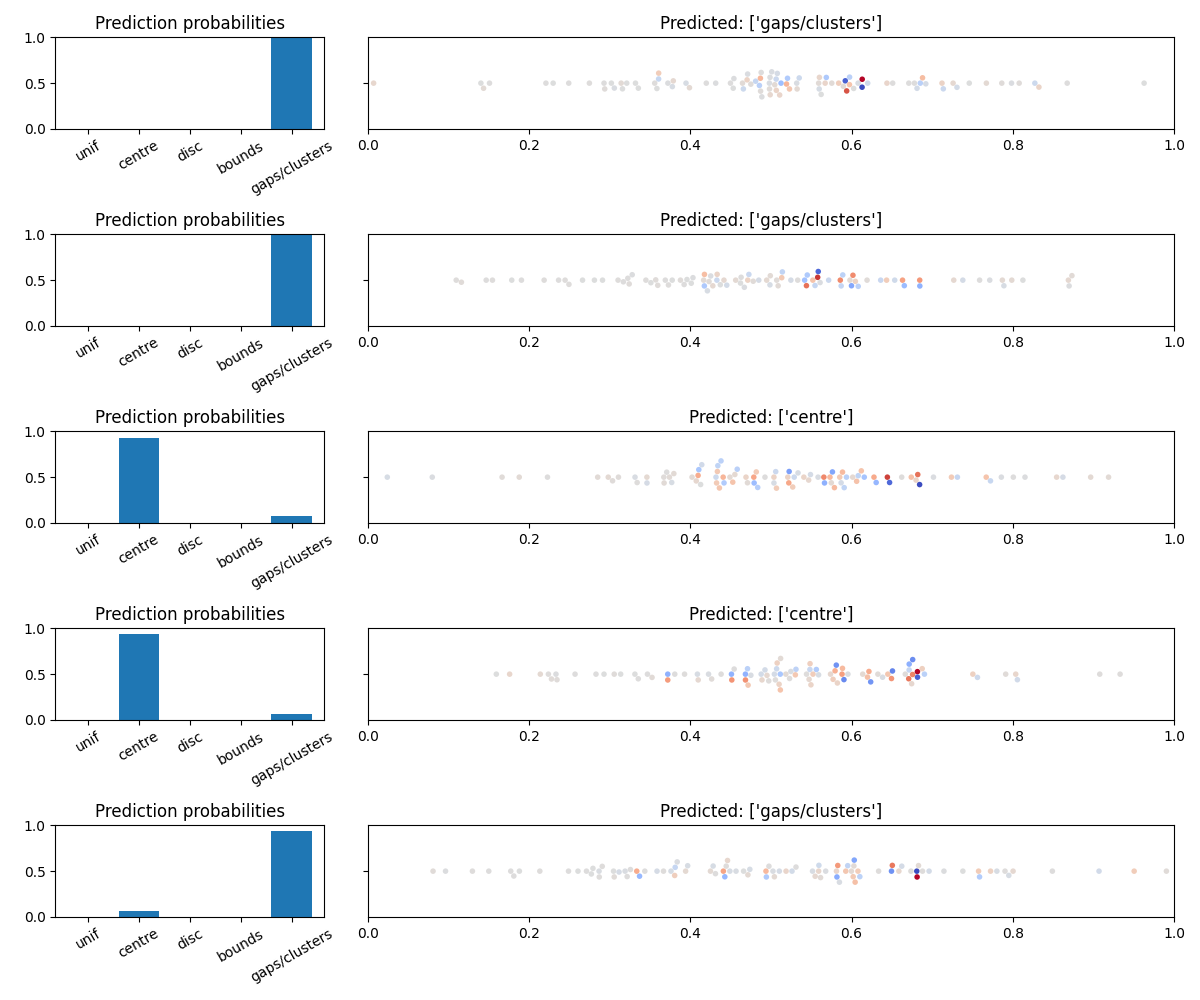 Prediction probabilities
Predicted: ['gaps/clusters']
1.0
0.5
0.0
unif
centre
disc
bounds
gaps/clusters
0.0 0.2 0.4 0.6 0.8 1.0
Prediction probabilities
Predicted: ['gaps/clusters']
1.0
0.5
0.0
unif
centre
disc
bounds
gaps/clusters
0.0 0.2 0.4 0.6 0.8 1.0
Prediction probabilities
Predicted: ['centre']
1.0
0.5
0.0
unif
centre
disc
bounds
gaps/clusters
0.0 0.2 0.4 0.6 0.8 1.0
Prediction probabilities
Predicted: ['centre']
1.0
0.5
0.0
unif
centre
disc
bounds
gaps/clusters
0.0 0.2 0.4 0.6 0.8 1.0
Prediction probabilities
Predicted: ['gaps/clusters']
1.0
0.5
0.0
unif
centre
disc
bounds
gaps/clusters
0.0 0.2 0.4 0.6 0.8 1.0